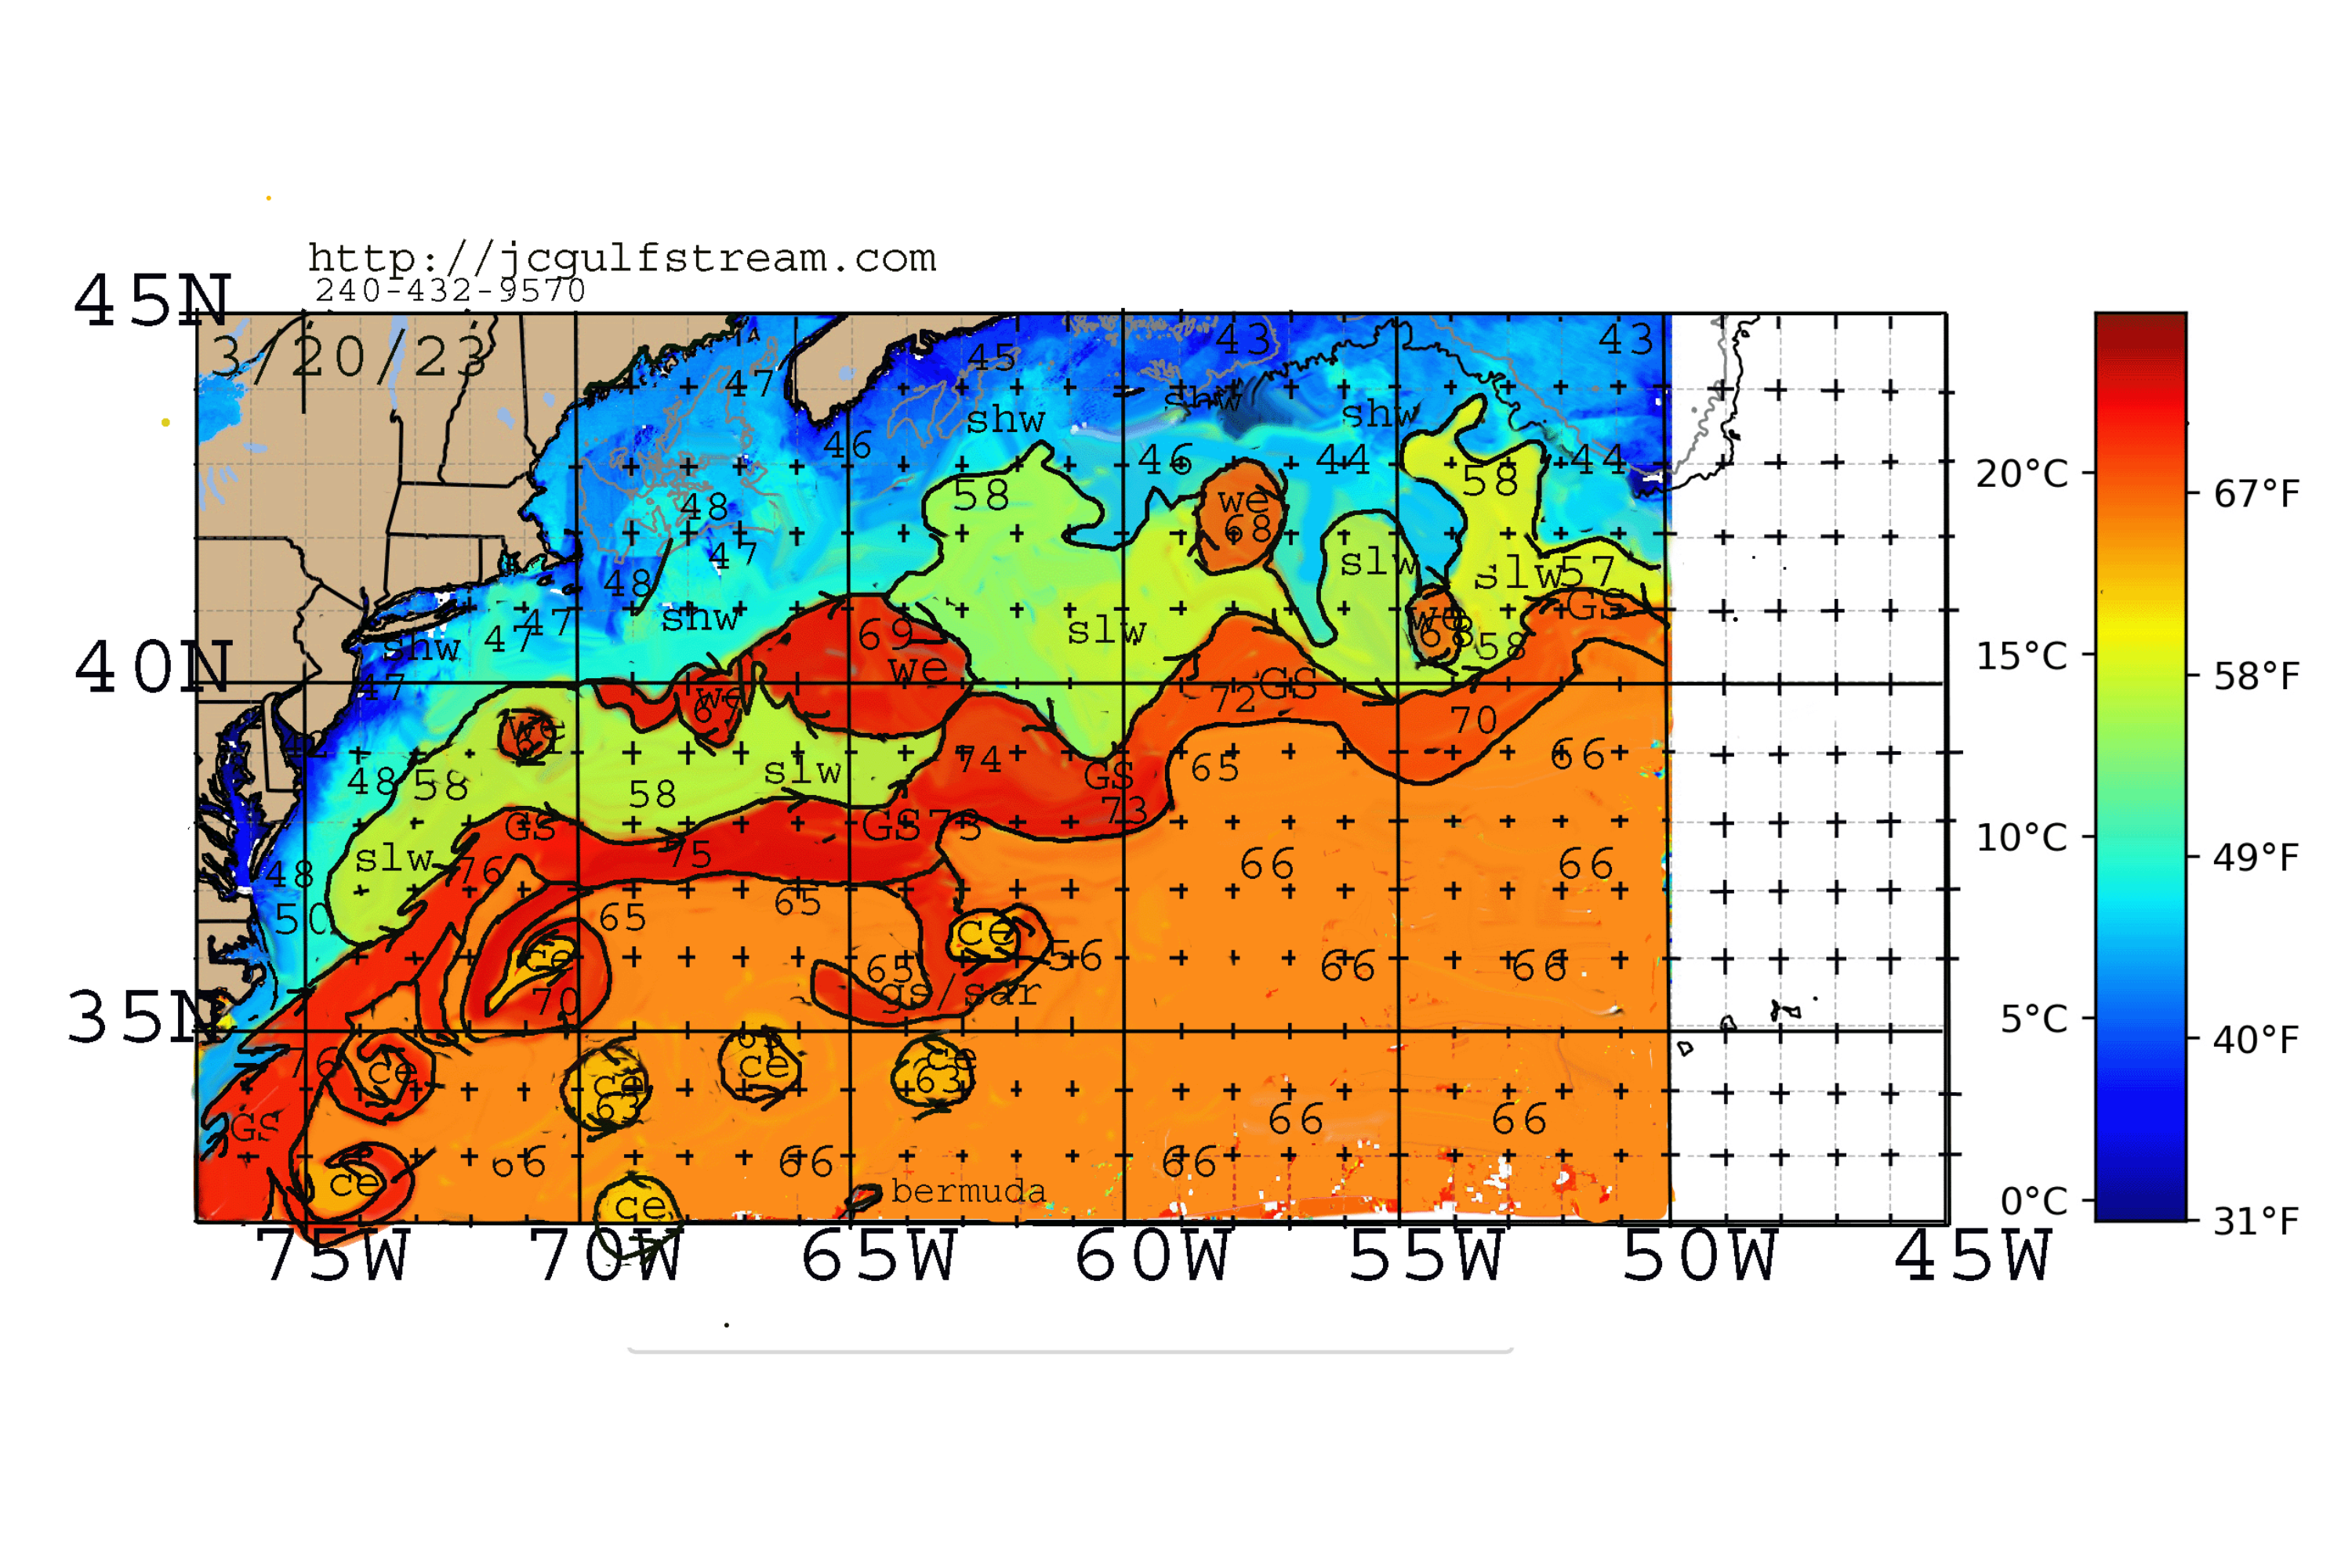 http://jcgulfstream.com
240-432-9570
45N
3/20/23
43
43
45
47
shw
shw
shw
46
46
44
44
58
58
we
68
48
47
48
slw
slw
57
GS
shw
47
47
shw
69
we
slw
we
68
58
40N
47
we
we
72
GS
70
74
65
66
48
58
58
slw
GS
73
GS
GS
73
75
slw
76
48
50
65
65
66
66
ce
ce
56
65
66
66
70
gs/sar
35N
76
ce
ce
63
ce
ce
63
GS
66
66
66
66
66
ce
ce
bermuda
75W
70W
65W
60W
55W
50W
45W
20°C
15°C
10°C
5°C
0°C
67°F
58°F
49°F
40°F
31°F